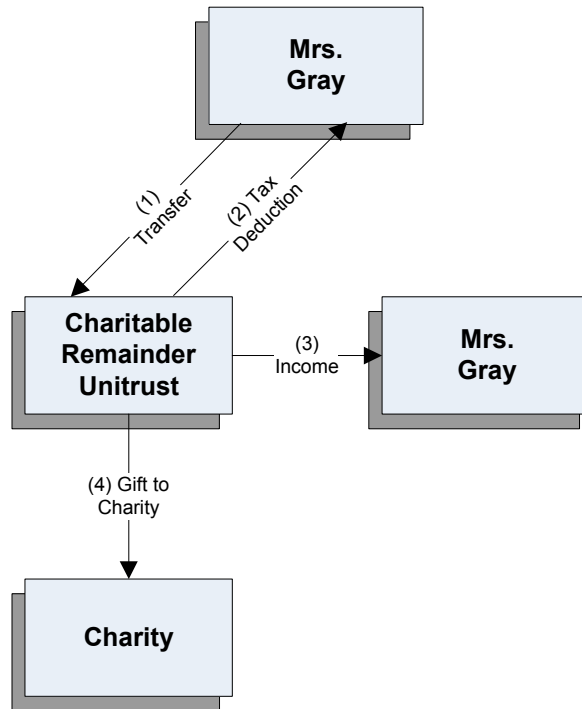 Mrs.
Gray
(1)
Transfer
(2) Tax
Deduction
Charitable
Remainder
Unitrust
(3)
Income
Mrs.
Gray
(4) Gift to
Charity
Charity